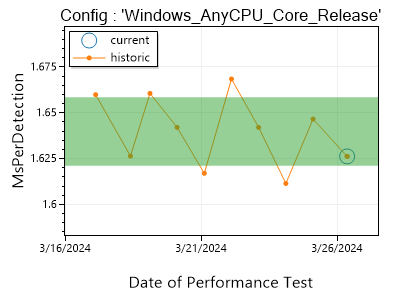 Config : 'Windows_AnyCPU_Core_Release'
current
historic
1.675
1.65
1.625
1.6
MsPerDetection
3/16/2024 3/21/2024 3/26/2024
Date of Performance Test